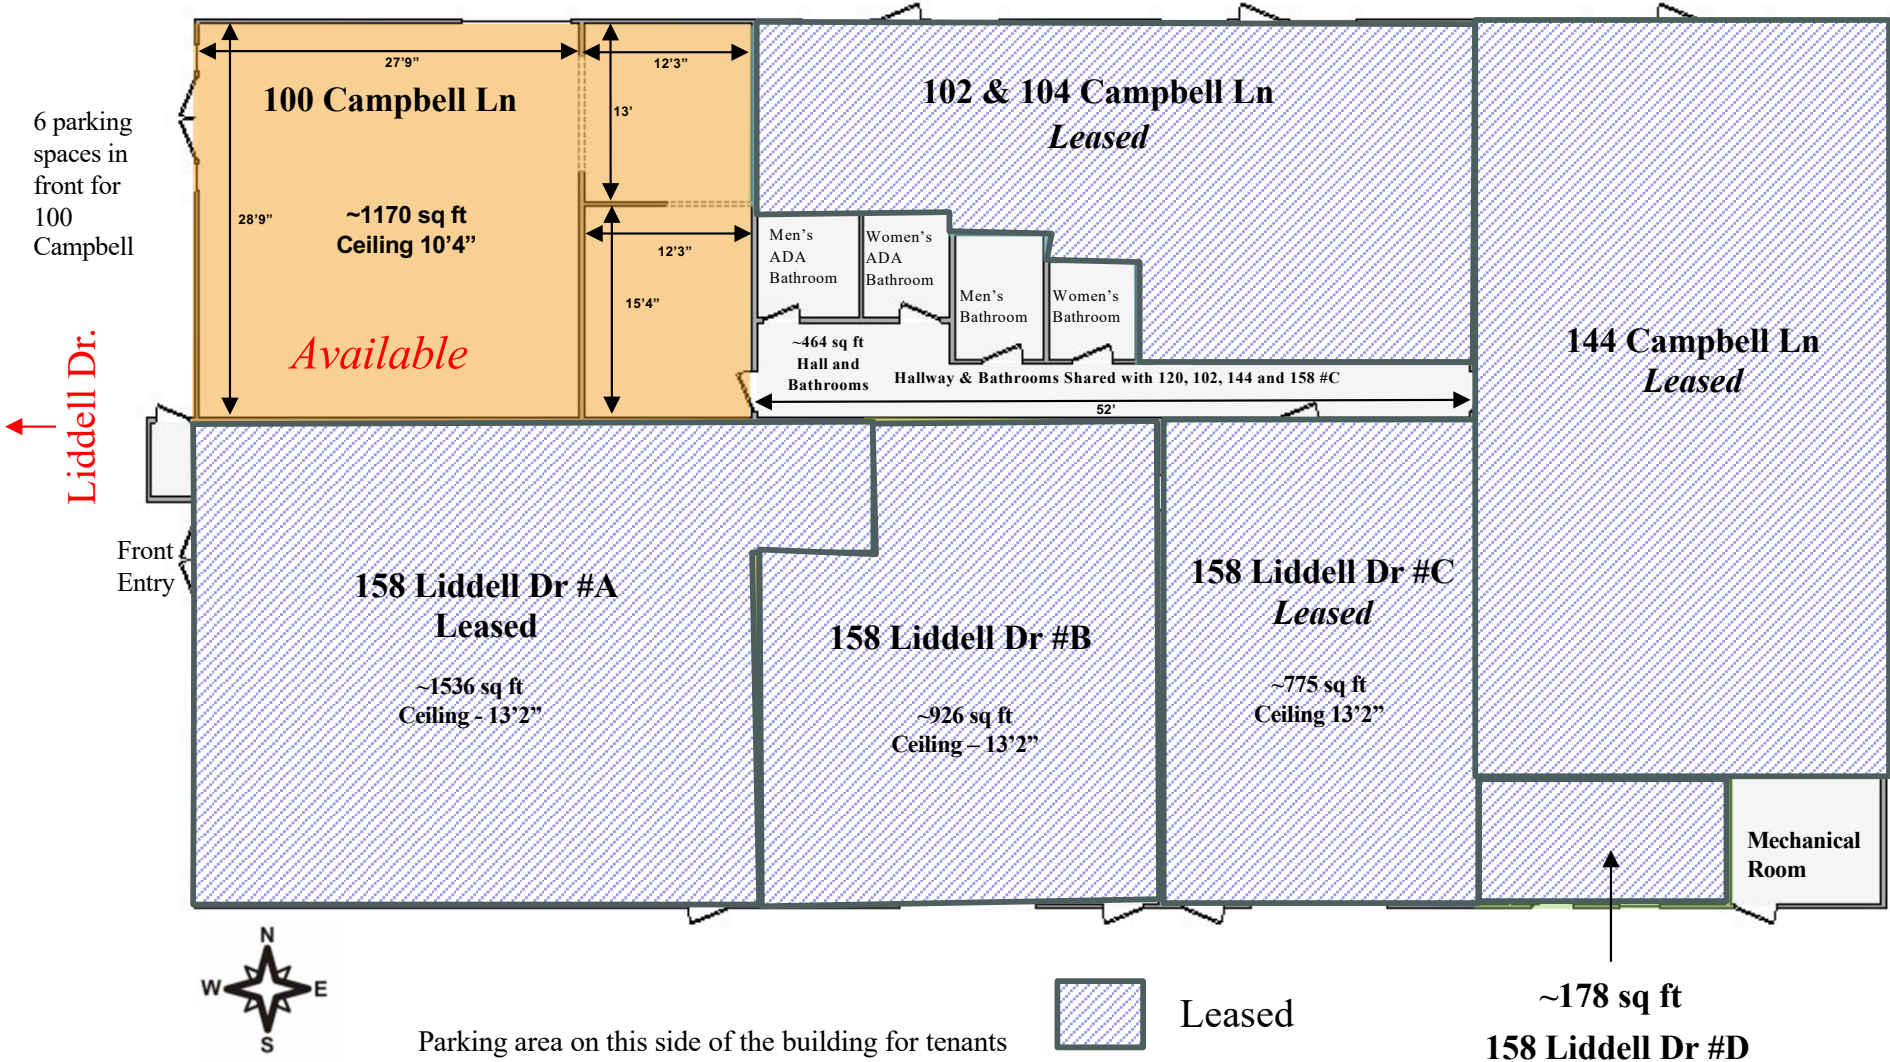 27'9”
12'3”
100 Campbell Ln
13'
6 parking
spaces in
front for
100
Campbell
28'9”
~1170 sq ft
Ceiling 10'4”
12'3”
15'4”
Available
102 & 104 Campbell Ln
Leased
Men's
ADA
Bathroom
Women's
ADA
Bathroom
Men's
Bathroom
Women's
Bathroom
~464 sq ft
Hall and
Bathrooms
Hallway & Bathrooms Shared with 120, 102, 144 and 158 #C
52'
144 Campbell Ln
Leased
Liddell Dr.
Front
Entry
158 Liddell Dr #A
Leased
~1536 sq ft
Ceiling - 13'2”
158 Liddell Dr #B
~926 sq ft
Ceiling – 13'2”
158 Liddell Dr #C
Leased
~775 sq ft
Ceiling 13'2”
Mechanical
Room
N
W E
S
Parking area on this side of the building for tenants
Leased
~178 sq ft
158 Liddell Dr #D